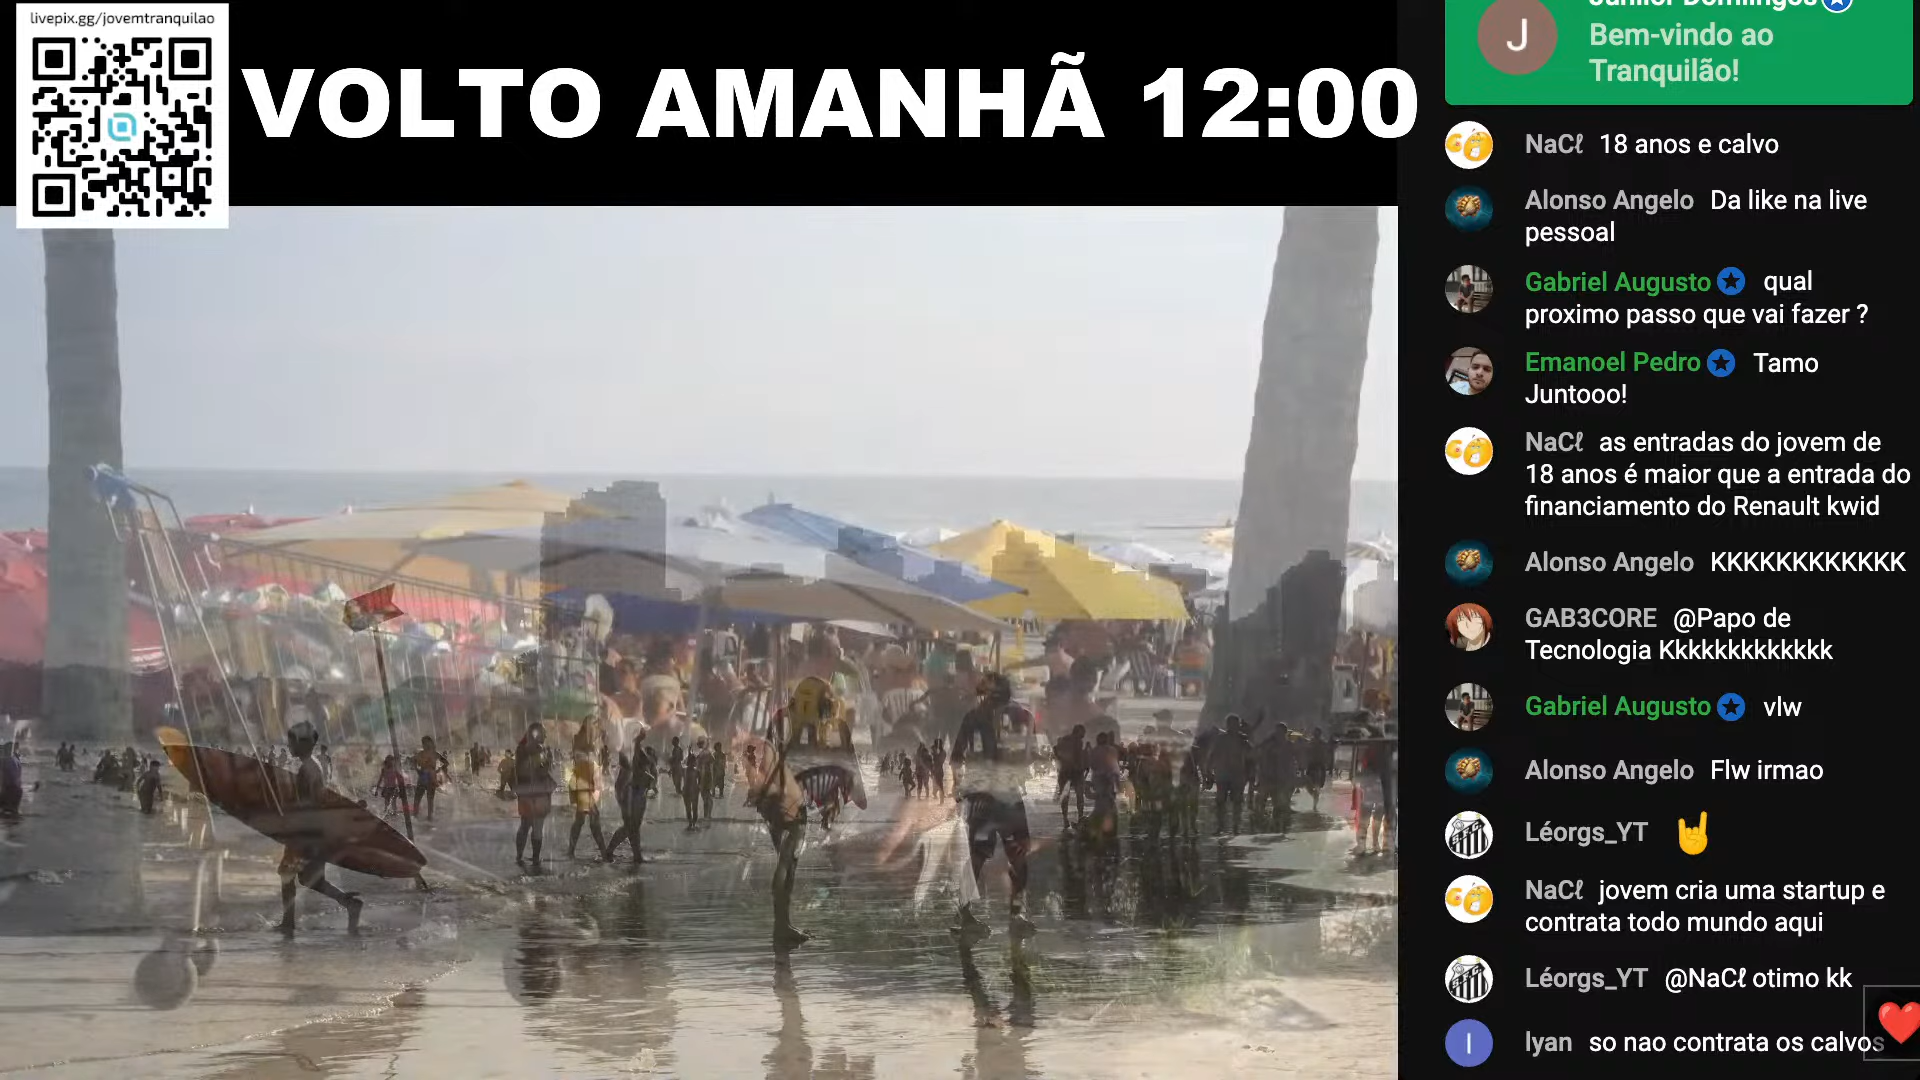 livepix.gg/jovemtranquilao
VOLTO AMANHÃ 12:00
Bem-vindo ao
Tranquilão!
J
NaCℓ 18 anos e calvo
Alonso Angelo Da like na live
pessoal
Gabriel Augusto qual
proximo passo que vai fazer ?
Emanoel Pedro Tamo
Juntooo!
NaCℓ as entradas do jovem de
18 anos é maior que a entrada do
financiamento do Renault kwid
Alonso Angelo KKKKKKKKKKKK
GAB3CORE @Papo de
Tecnologia Kkkkkkkkkkkkk
Gabriel Augusto vlw
Alonso Angelo Flw irmao
Léorgs_YT 🤘
NaCℓ jovem cria uma startup e
contrata todo mundo aqui
Léorgs_YT @NaCℓ otimo kk
I
Iyan so nao contrata os calvos